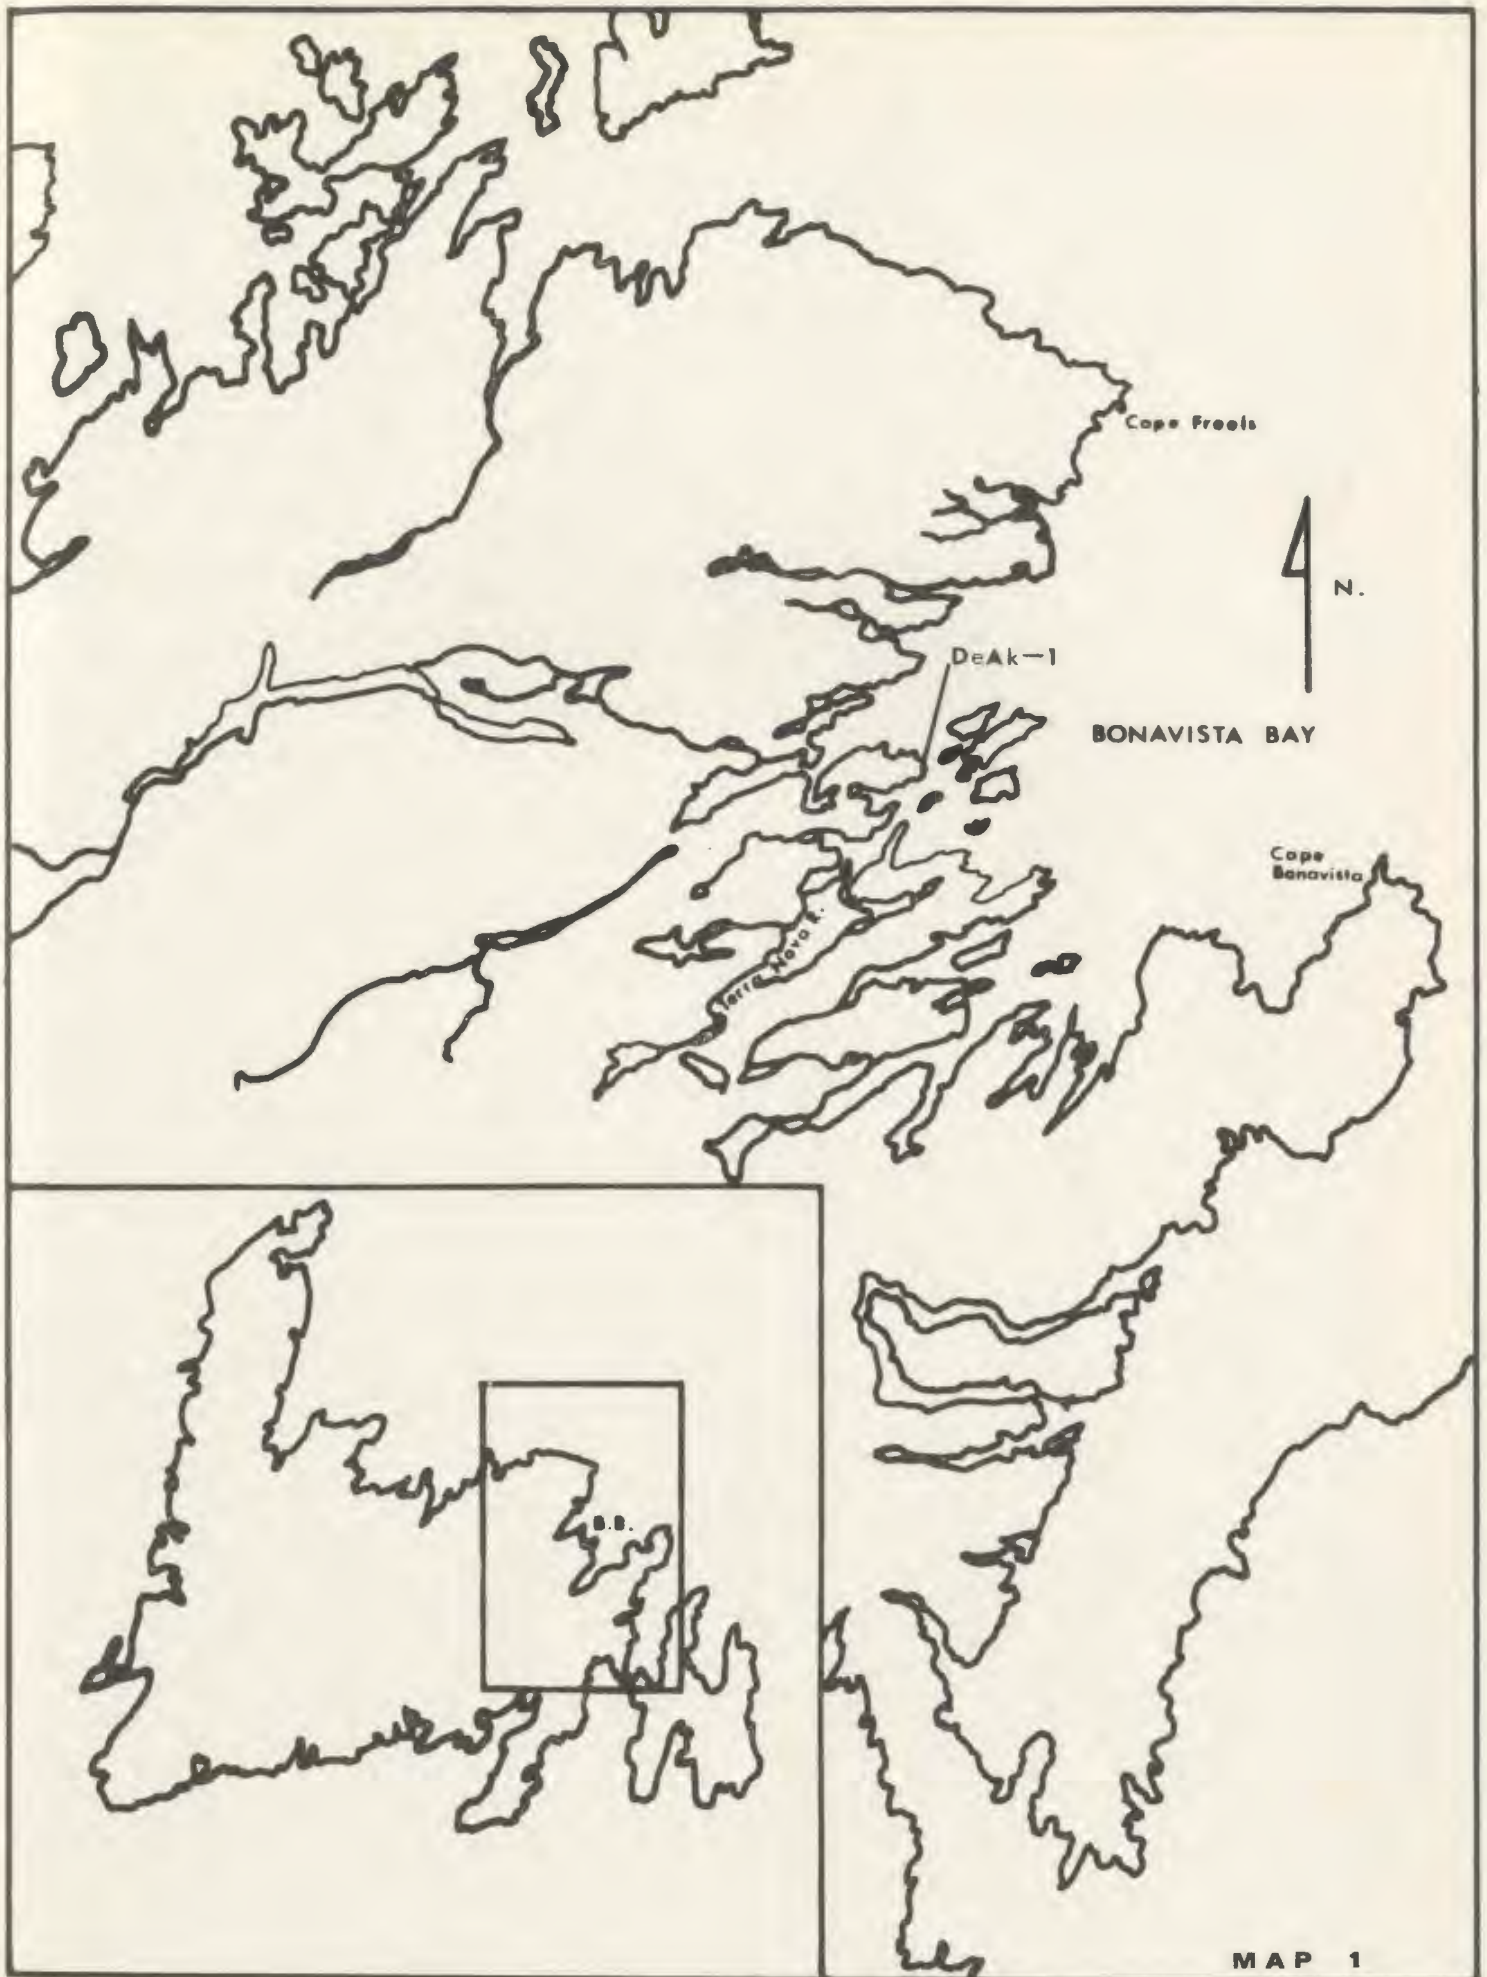 Cape Freels
N.
DeAk-1
BONAVISTA BAY
Cape
Bonavista
Terra Nova R.
B.B.
MAP 1